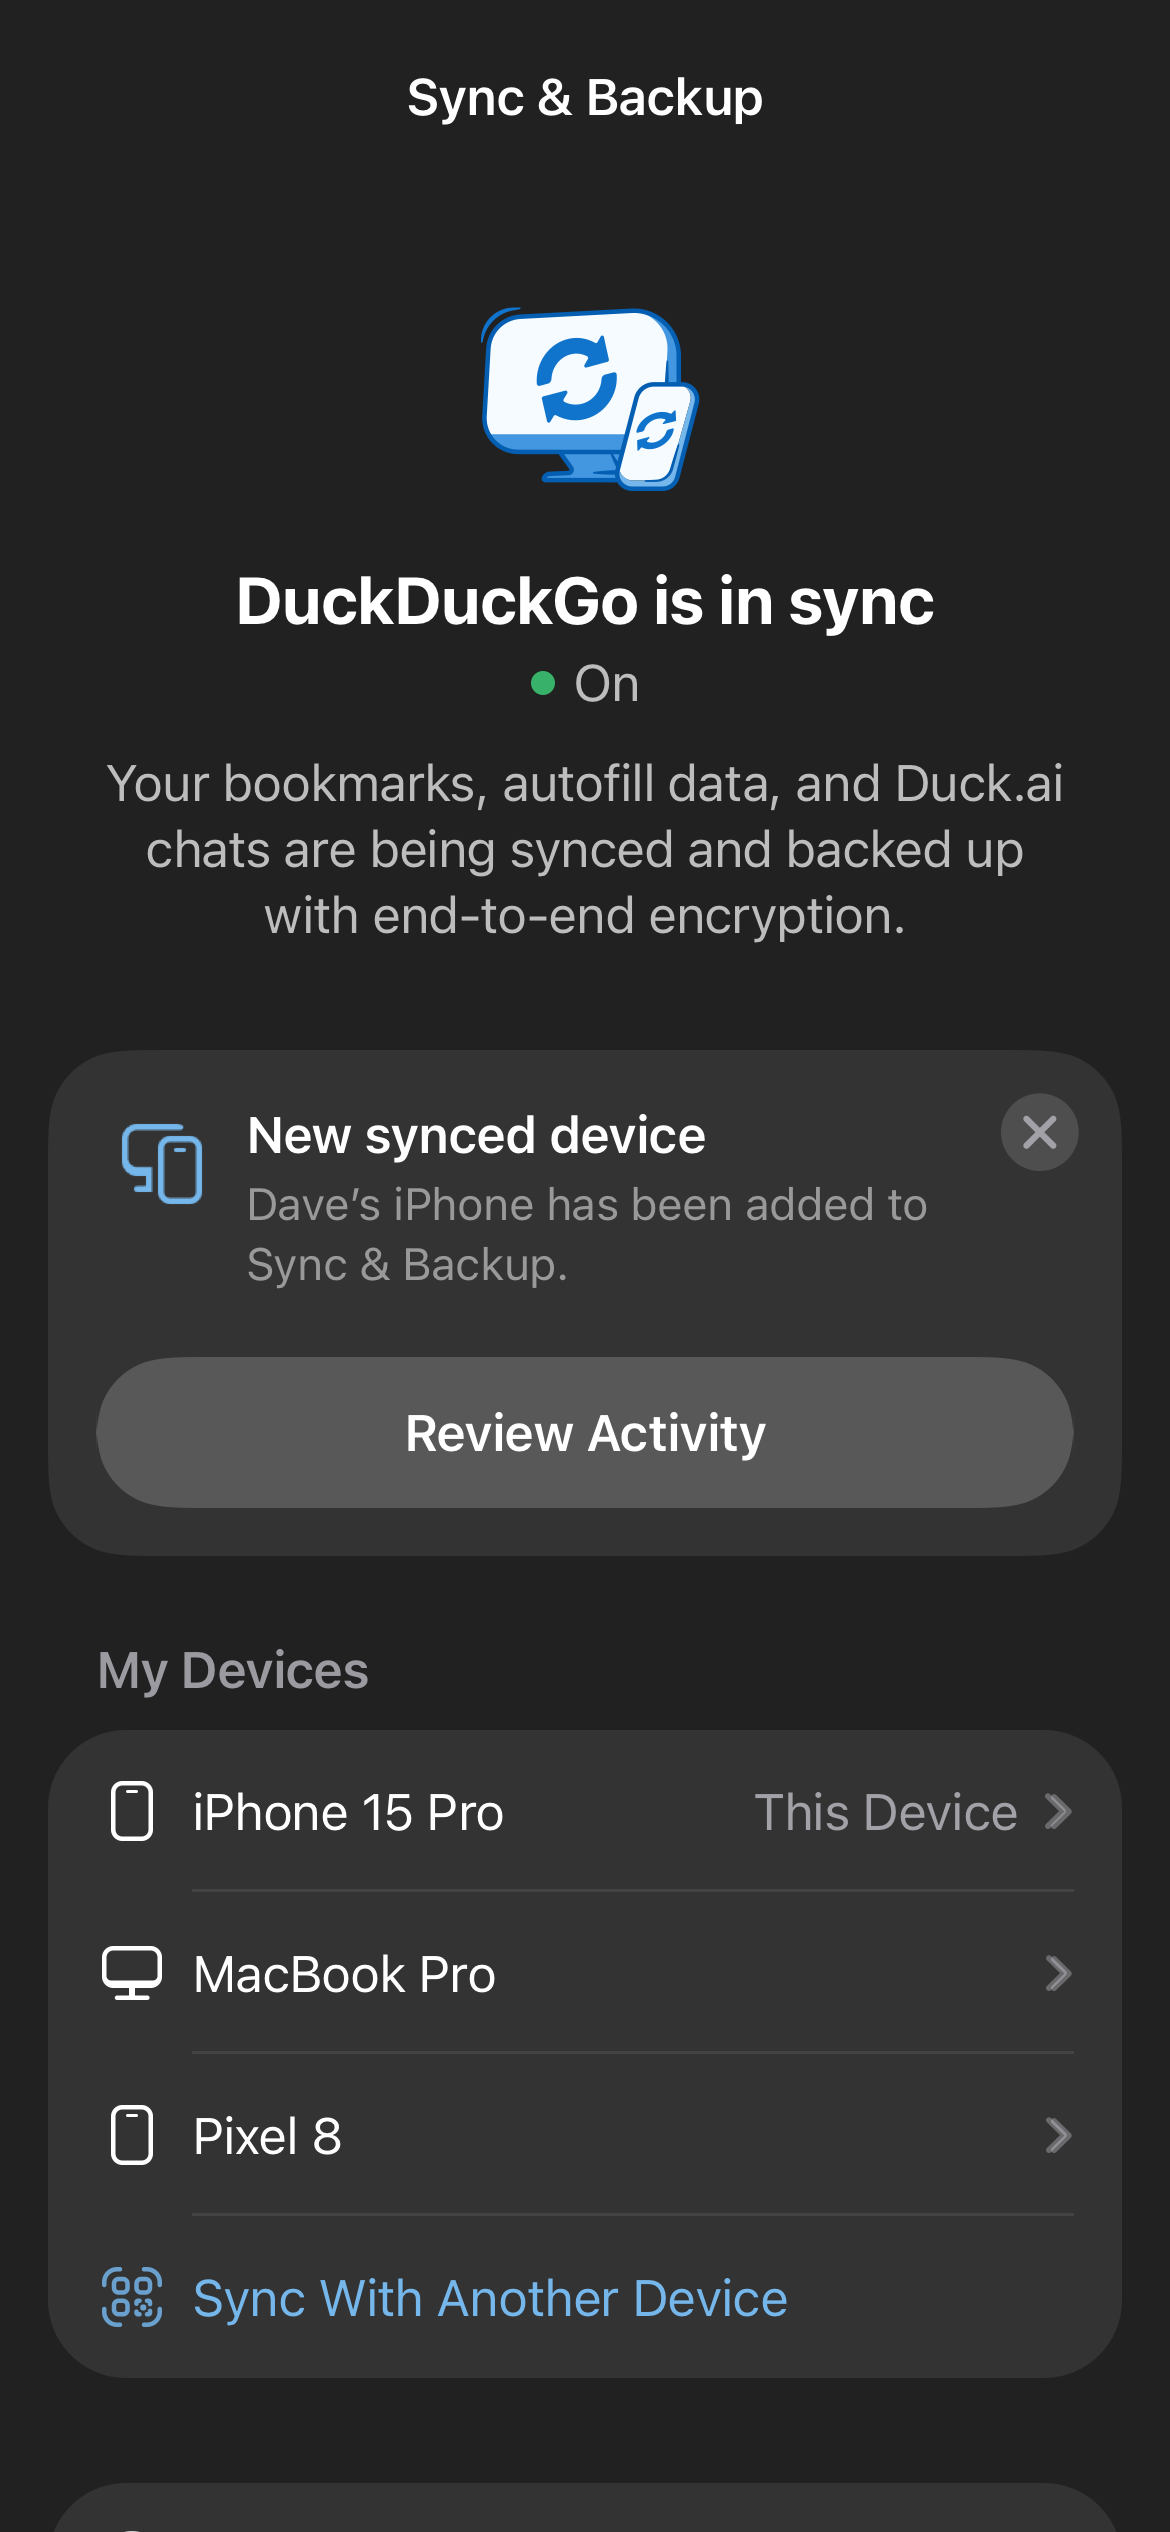 Sync & Backup
DuckDuckGo is in sync
On
Your bookmarks, autofill data, and Duck.ai
chats are being synced and backed up
with end-to-end encryption.
New synced device
Dave’s iPhone has been added to
Sync & Backup.
Review Activity
My Devices
iPhone 15 Pro This Device
MacBook Pro
Pixel 8
Sync With Another Device